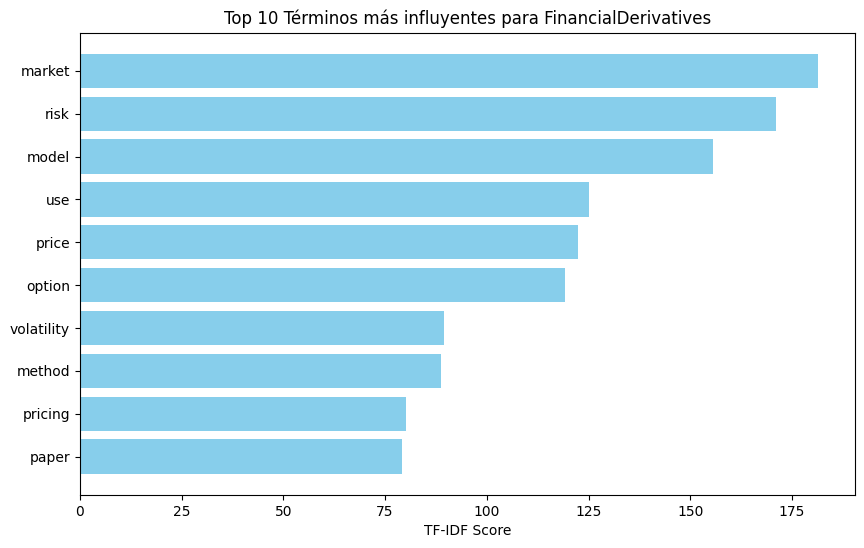 Top 10 Términos más influyentes para FinancialDerivatives
market
risk
model
use
price
option
volatility
method
pricing
paper
0 25 50 75 100 125 150 175
TF-IDF Score